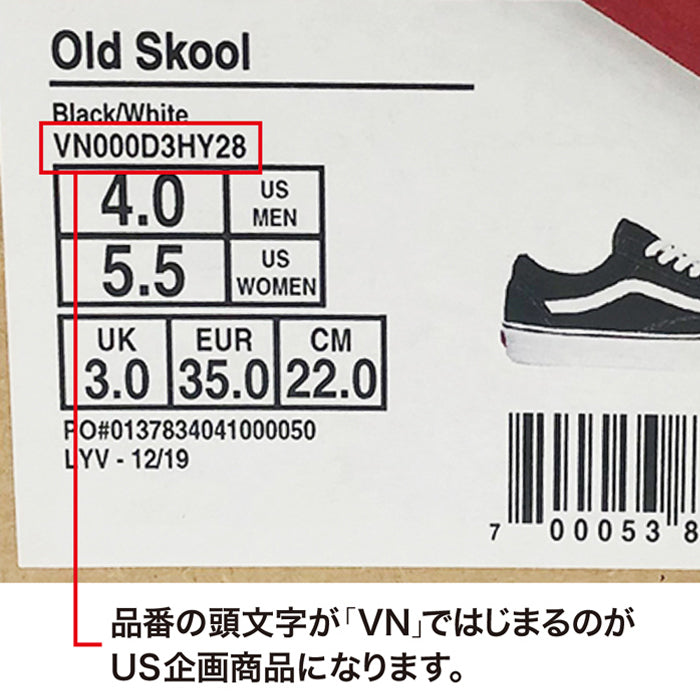 Old Skool
Black/White
VN000D3HY28
4.0 US MEN
5.5 US WOMEN
UK EUR CM
3.0 35.0 22.0
PO#0137834041000050
LYV - 12/19
7 00053 8
品番の頭文字が「VN」ではじまるのが
US企画商品になります。